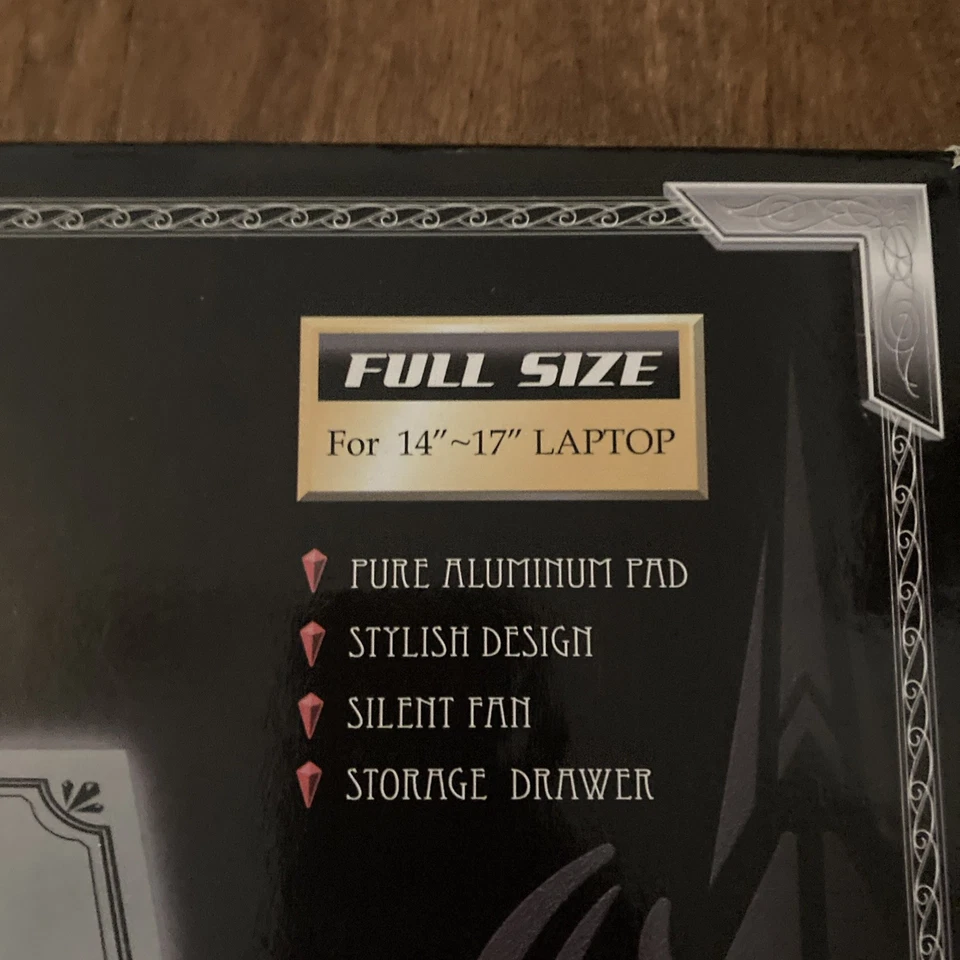 FULL SIZE
For 14"~17" LAPTOP
PURE ALUMINUM PAD
STYLISH DESIGN
SILENT FAN
STORAGE DRAWER